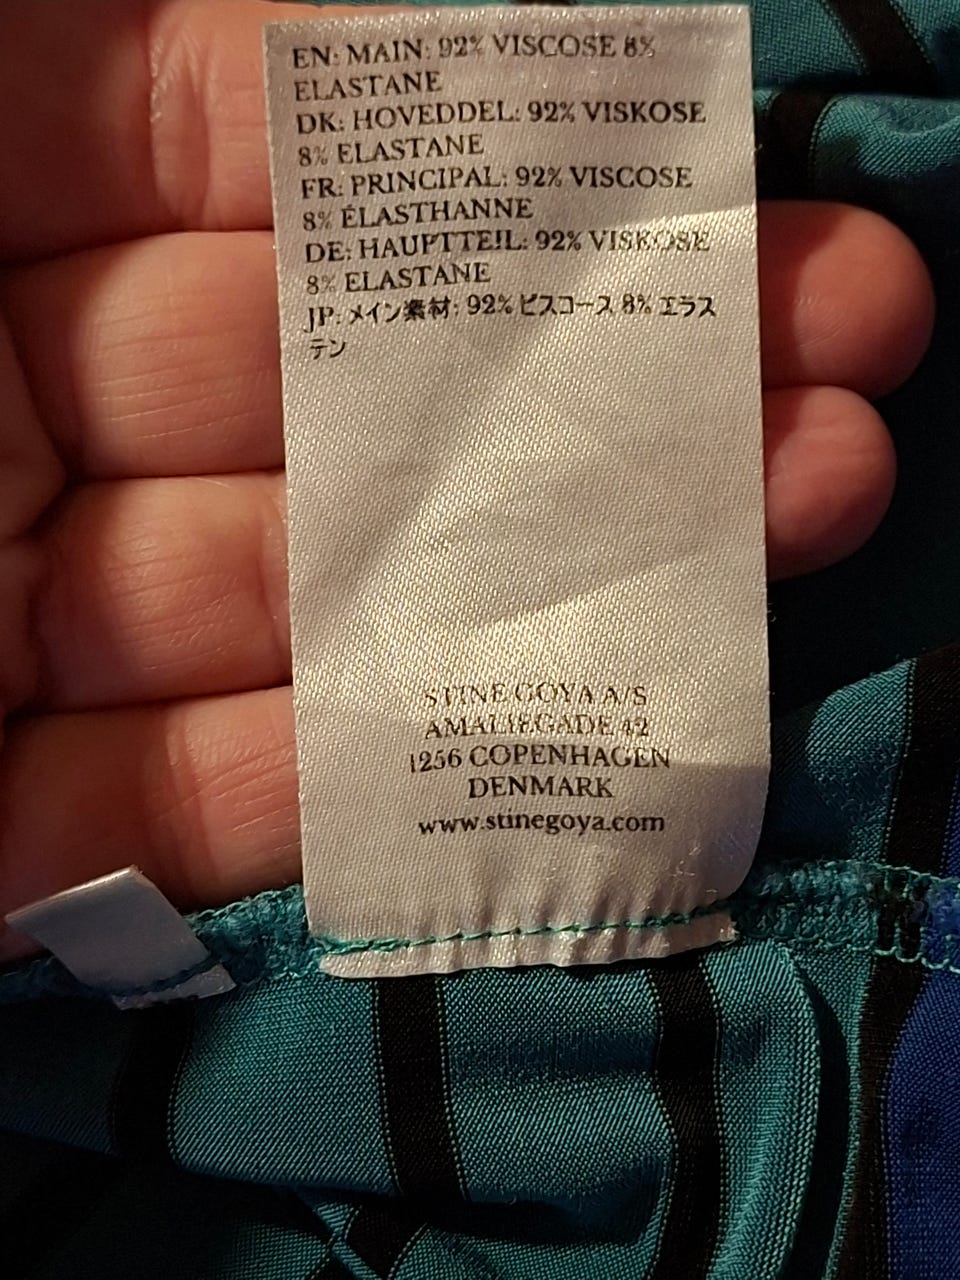 EN: MAIN: 92% VISCOSE 8%
ELASTANE
DK: HOVEDDEL: 92% VISKOSE
8% ELASTANE
FR: PRINCIPAL: 92% VISCOSE
8% ÉLASTHANNE
DE: HAUPTTEIL: 92% VISKOSE
8% ELASTANE
JP: メイン素材: 92% ビスコース 8% エラス
テン
STINE GOYA A/S
AMALIEGADE 42
1256 COPENHAGEN
DENMARK
www.stinegoya.com